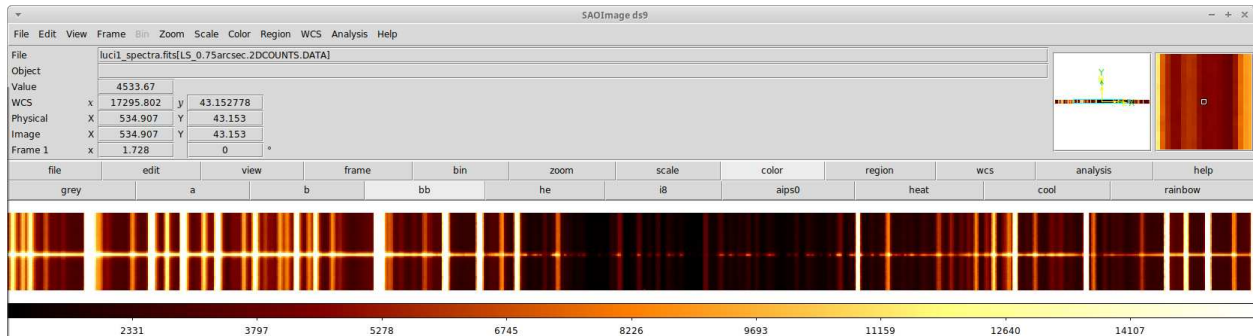 SAOImage ds9
File Edit View Frame Bin Zoom Scale Color Region WCS Analysis Help
File luci1_spectra.fits[LS_0.75arcsec.2DCOUNTS.DATA]
Object
Value 4533.67
WCS x 17295.802 y 43.152778
Physical X 534.907 Y 43.153
Image X 534.907 Y 43.153
Frame 1 x 1.728 0 °
Y
file edit view frame bin zoom scale color region wcs analysis help
grey a b bb he i8 aips0 heat cool rainbow
2331 3797 5278 6745 8226 9693 11159 12640 14107